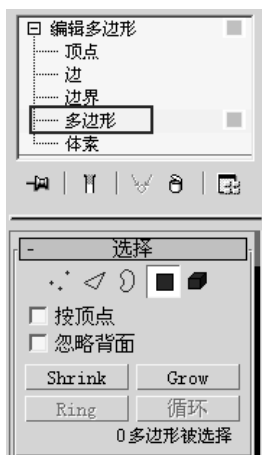 编辑多边形
顶点
边
边界
多边形
体素
- 选择
按顶点
忽略背面
Shrink Grow
Ring 循环
0多边形被选择